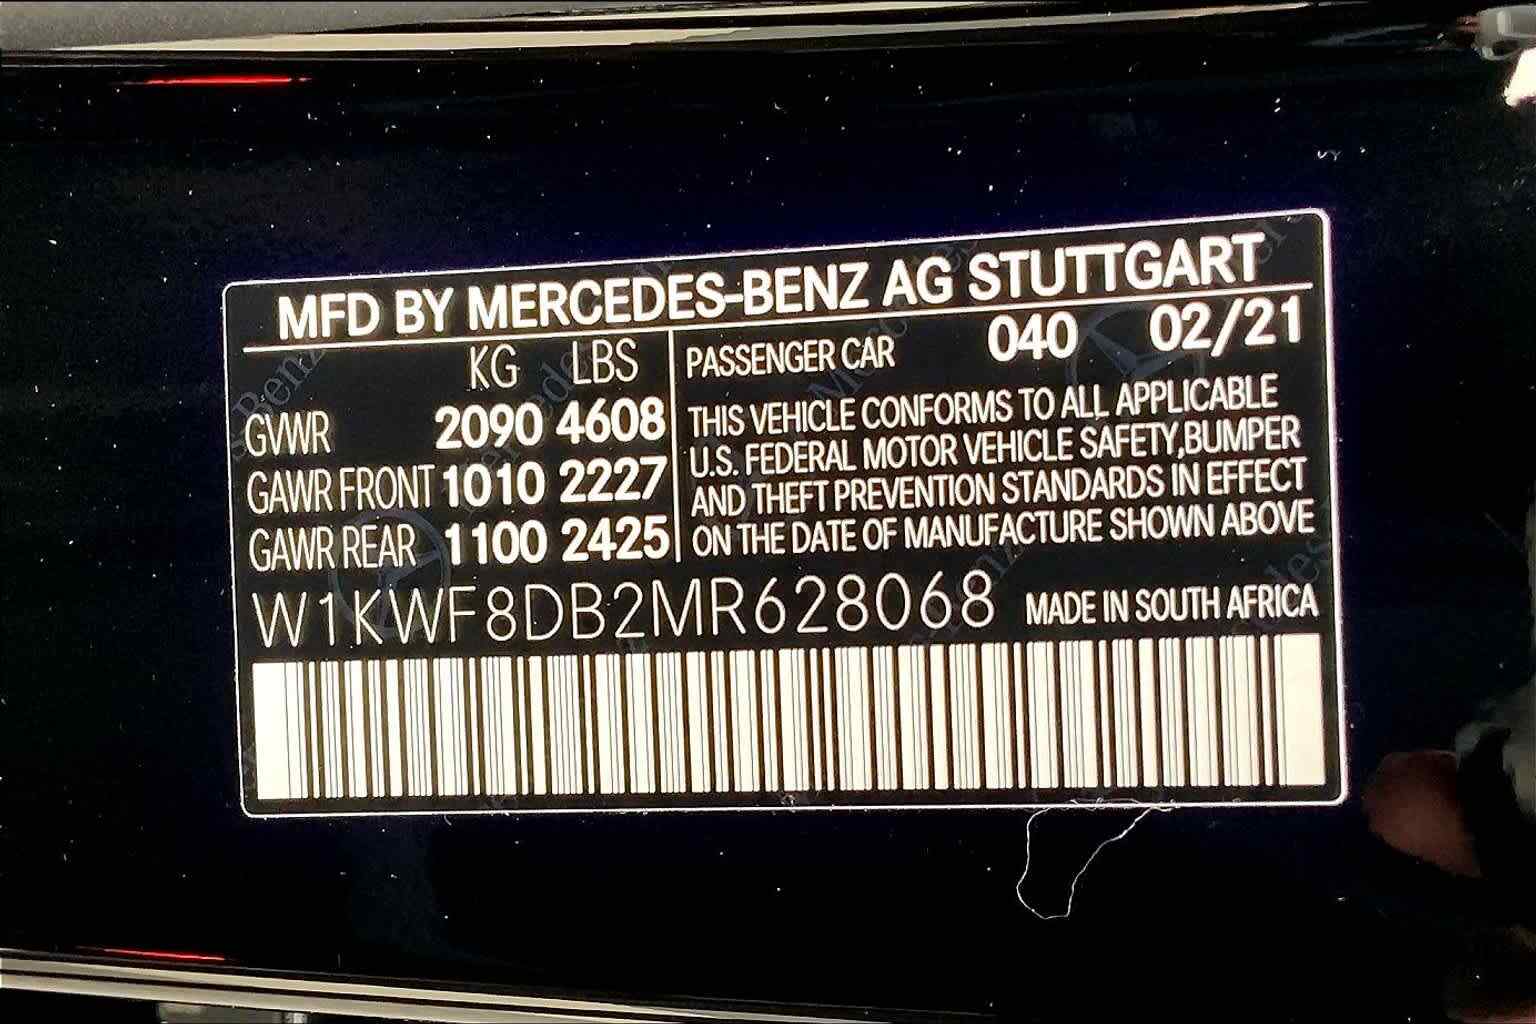 MFD BY MERCEDES-BENZ AG STUTTGART
KG LBS
GVWR 2090 4608
GAWR FRONT 1010 2227
GAWR REAR 1100 2425
PASSENGER CAR 040 02/21
THIS VEHICLE CONFORMS TO ALL APPLICABLE
U.S. FEDERAL MOTOR VEHICLE SAFETY,BUMPER
AND THEFT PREVENTION STANDARDS IN EFFECT
ON THE DATE OF MANUFACTURE SHOWN ABOVE
W1KWF8DB2MR628068 MADE IN SOUTH AFRICA